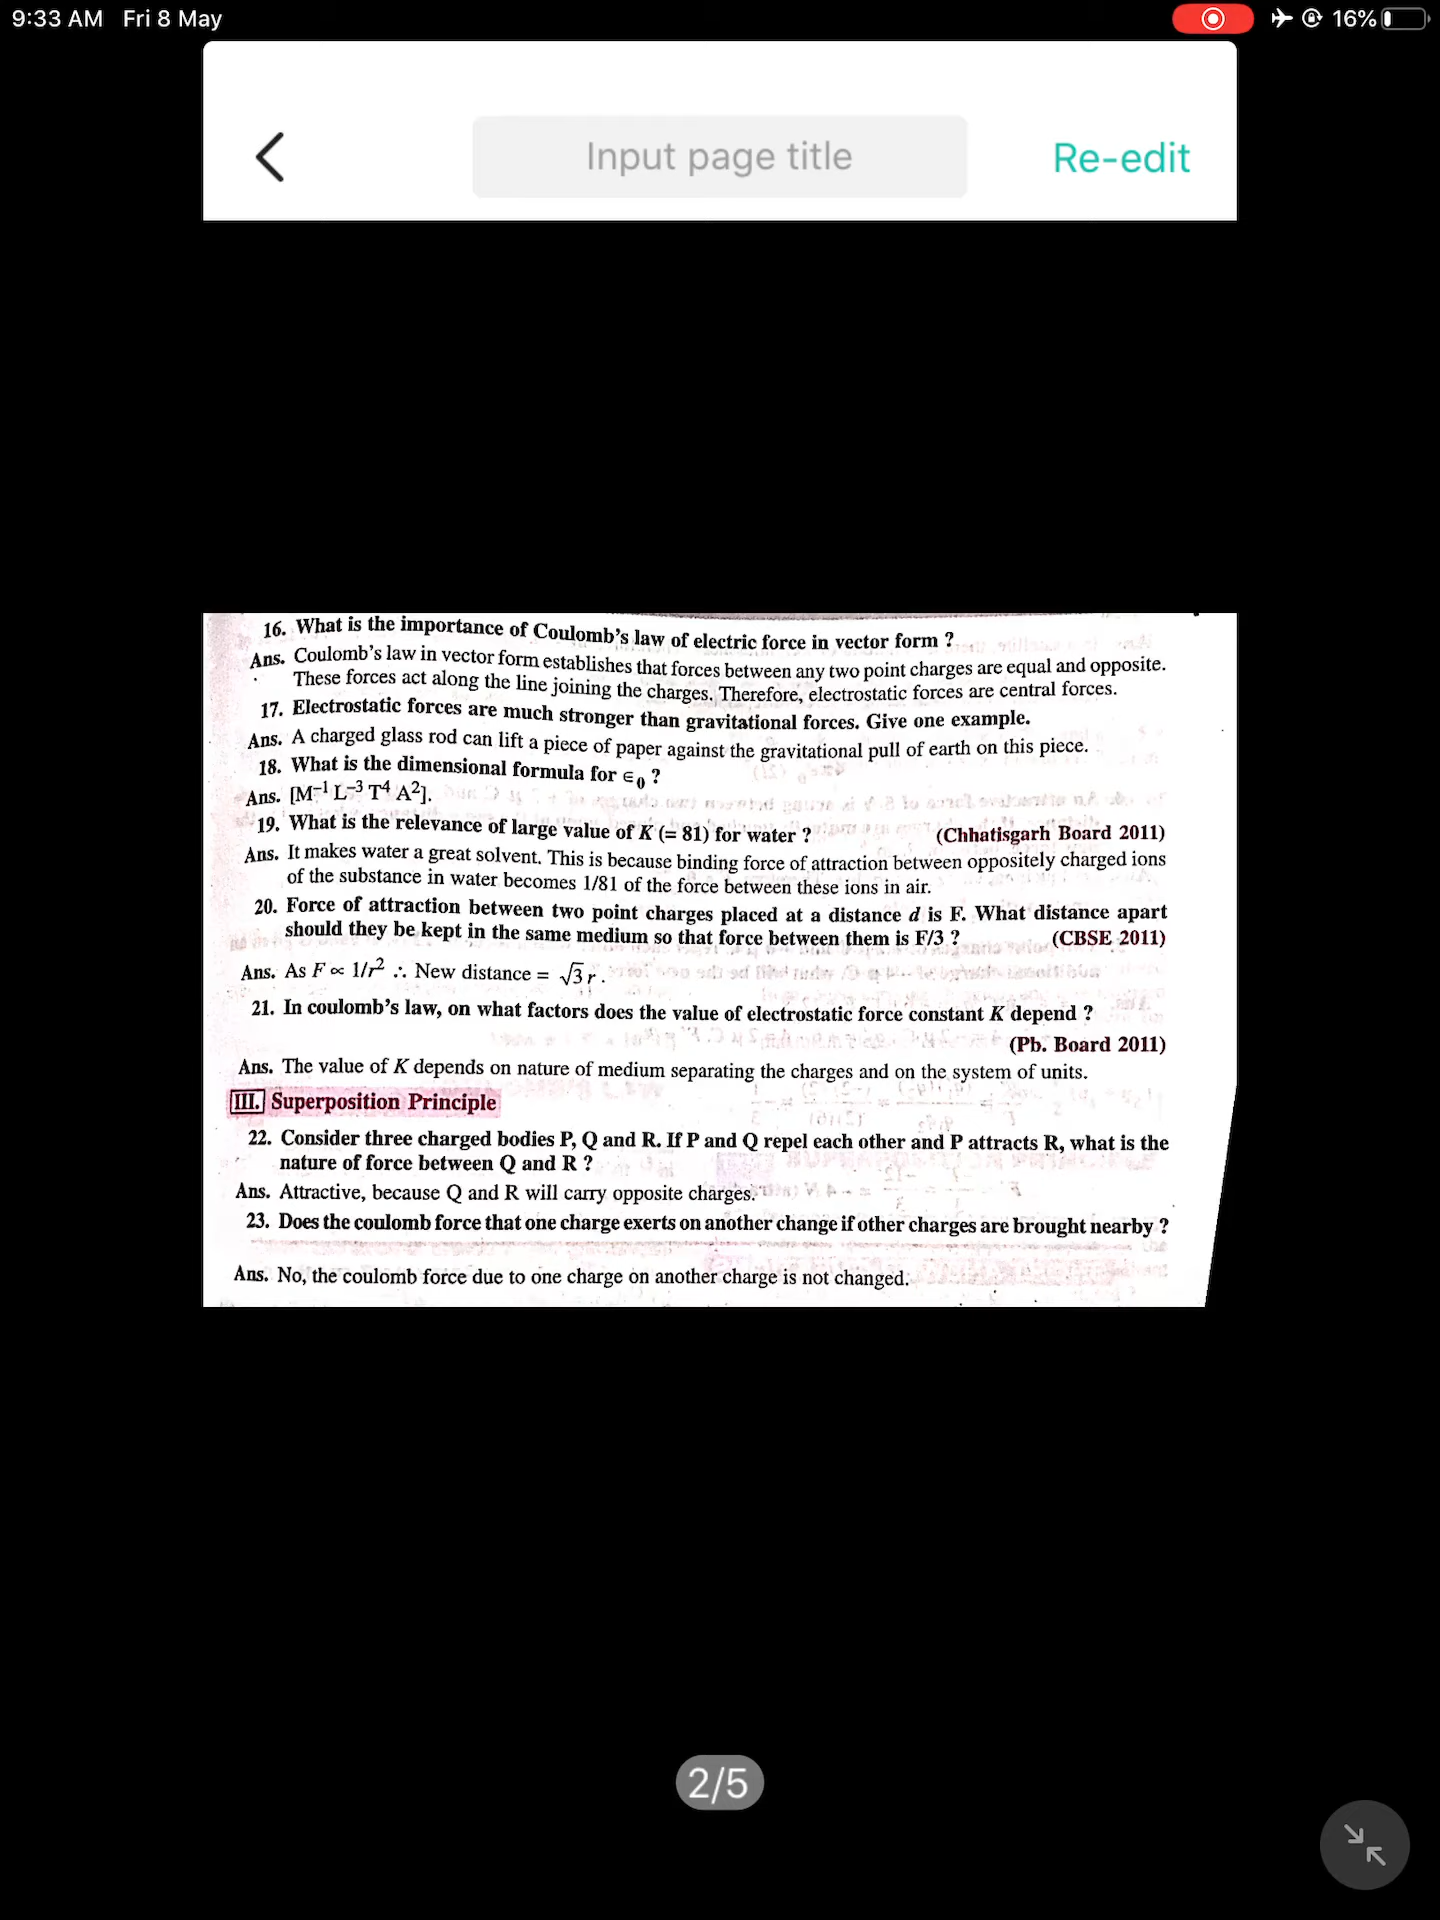 9:33 AM Fri 8 May
16%
Input page title
Re-edit
16. What is the importance of Coulomb's law of electric force in vector form ?
Ans. Coulomb's law in vector form establishes that forces between any two point charges are equal and opposite.
These forces act along the line joining the charges. Therefore, electrostatic forces are central forces.
17. Electrostatic forces are much stronger than gravitational forces. Give one example.
Ans. A charged glass rod can lift a piece of paper against the gravitational pull of earth on this piece.
18. What is the dimensional formula for ∈₀ ?
Ans. [M⁻¹ L⁻³ T⁴ A²].
19. What is the relevance of large value of K (= 81) for water ? (Chhatisgarh Board 2011)
Ans. It makes water a great solvent. This is because binding force of attraction between oppositely charged ions
of the substance in water becomes 1/81 of the force between these ions in air.
20. Force of attraction between two point charges placed at a distance d is F. What distance apart
should they be kept in the same medium so that force between them is F/3 ? (CBSE 2011)
Ans. As F ∝ 1/r² ∴ New distance = √3 r.
21. In coulomb's law, on what factors does the value of electrostatic force constant K depend ?
(Pb. Board 2011)
Ans. The value of K depends on nature of medium separating the charges and on the system of units.
III. Superposition Principle
22. Consider three charged bodies P, Q and R. If P and Q repel each other and P attracts R, what is the
nature of force between Q and R ?
Ans. Attractive, because Q and R will carry opposite charges.
23. Does the coulomb force that one charge exerts on another change if other charges are brought nearby ?
Ans. No, the coulomb force due to one charge on another charge is not changed.
2/5